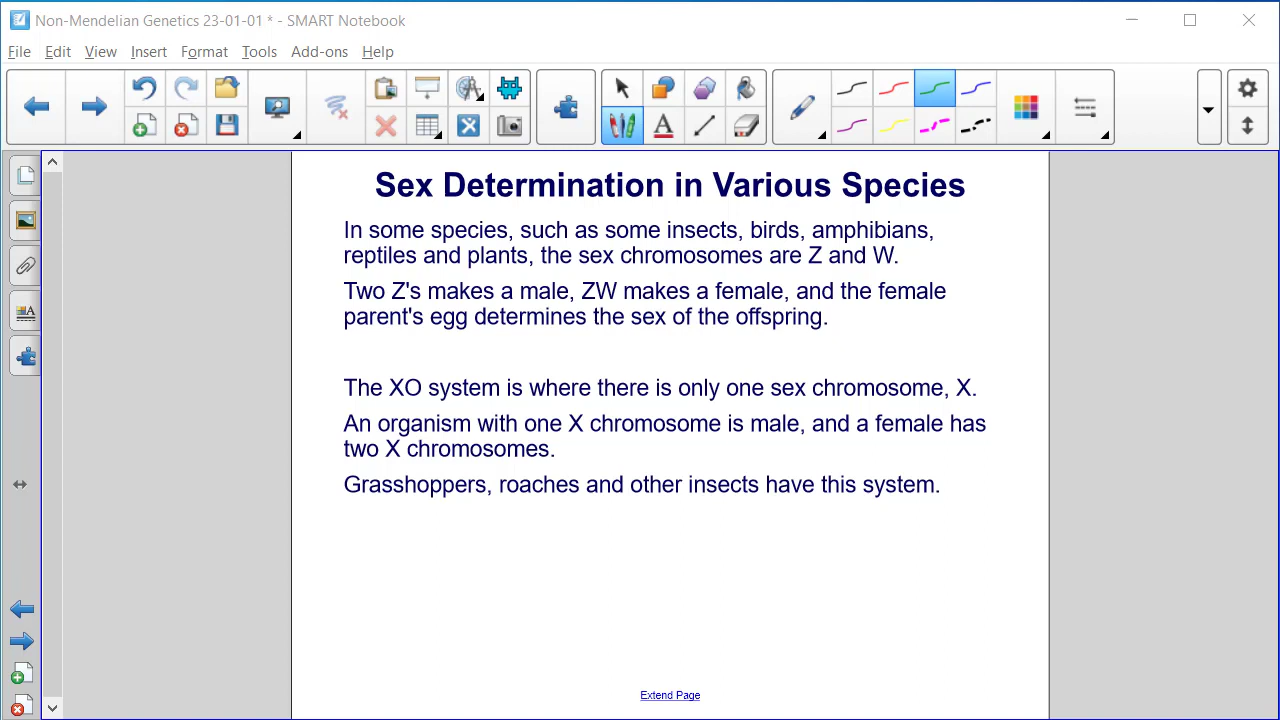 Non-Mendelian Genetics 23-01-01 * - SMART Notebook
File Edit View Insert Format Tools Add-ons Help
Sex Determination in Various Species
In some species, such as some insects, birds, amphibians,
reptiles and plants, the sex chromosomes are Z and W.
Two Z's makes a male, ZW makes a female, and the female
parent's egg determines the sex of the offspring.
The XO system is where there is only one sex chromosome, X.
An organism with one X chromosome is male, and a female has
two X chromosomes.
Grasshoppers, roaches and other insects have this system.
Extend Page